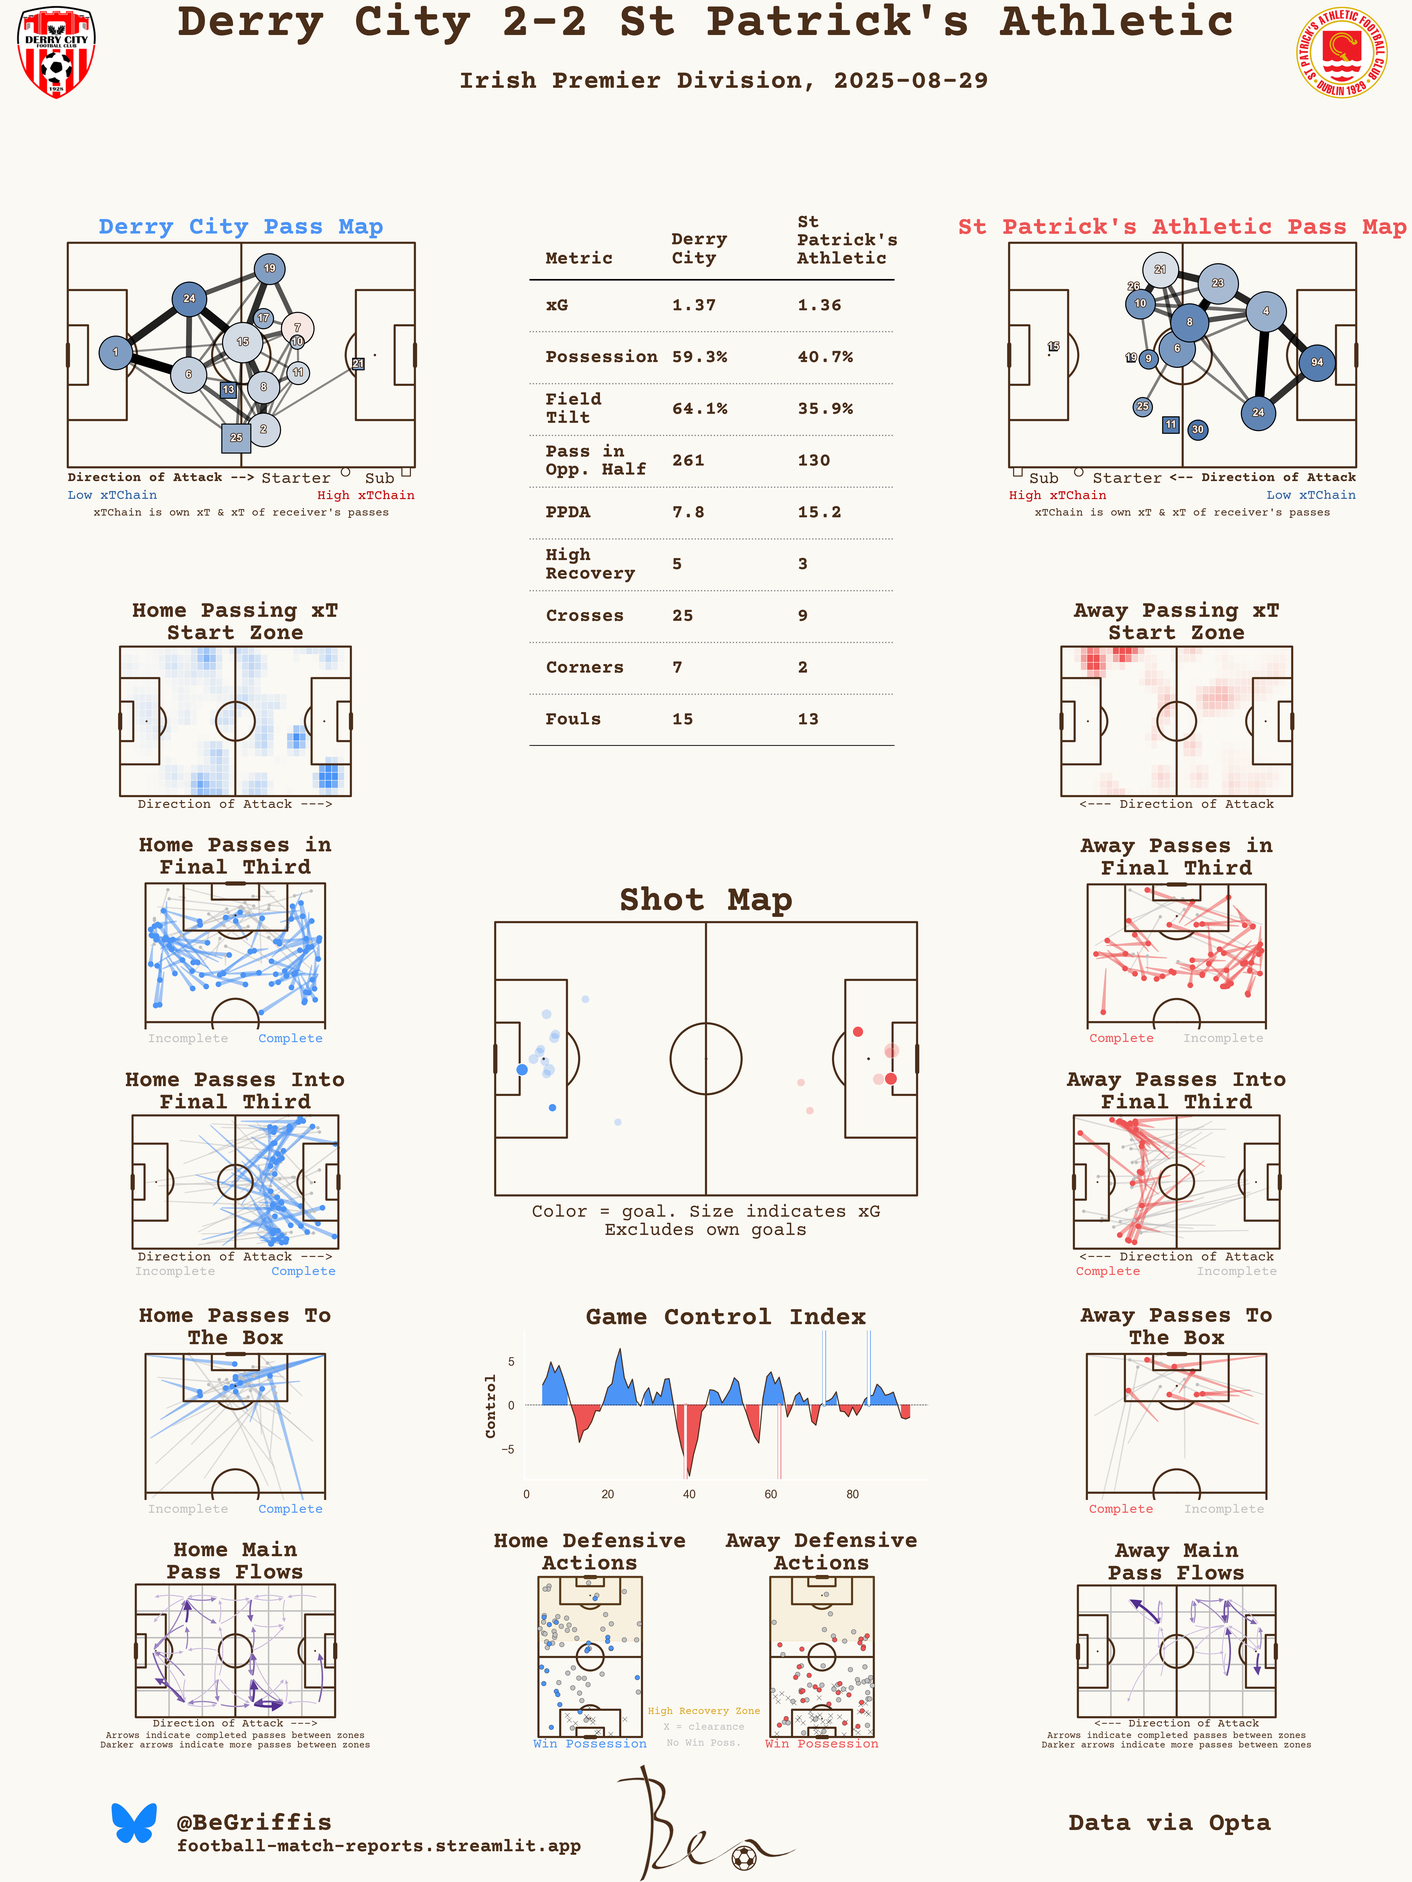 Derry City 2-2 St Patrick's Athletic
Irish Premier Division, 2025-08-29
DERRY CITY
FOOTBALL CLUB
1928
ST PATRICK'S ATHLETIC FOOTBALL CLUB
DUBLIN 1929
Derry City Pass Map
19
24
17
7
10
15
1
6
11
21
13
8
2
25
Direction of Attack --> Starter Sub
Low xTChain High xTChain
xTChain is own xT & xT of receiver's passes
Metric Derry City St Patrick's Athletic
xG 1.37 1.36
Possession 59.3% 40.7%
Field Tilt 64.1% 35.9%
Pass in Opp. Half 261 130
PPDA 7.8 15.2
High Recovery 5 3
Crosses 25 9
Corners 7 2
Fouls 15 13
St Patrick's Athletic Pass Map
21
26
23
10
4
8
15
6
19
9
94
25
24
11
30
Sub Starter <-- Direction of Attack
High xTChain Low xTChain
xTChain is own xT & xT of receiver's passes
Home Passing xT
Start Zone
Direction of Attack --->
Away Passing xT
Start Zone
<--- Direction of Attack
Home Passes in
Final Third
Incomplete Complete
Away Passes in
Final Third
Complete Incomplete
Shot Map
Color = goal. Size indicates xG
Excludes own goals
Home Passes Into
Final Third
Direction of Attack --->
Incomplete Complete
Away Passes Into
Final Third
<--- Direction of Attack
Complete Incomplete
Home Passes To
The Box
Incomplete Complete
Game Control Index
Control
5
0
−5
0 20 40 60 80
Away Passes To
The Box
Complete Incomplete
Home Main
Pass Flows
Direction of Attack --->
Arrows indicate completed passes between zones
Darker arrows indicate more passes between zones
Home Defensive
Actions
Win Possession
High Recovery Zone
X = clearance
No Win Poss.
Away Defensive
Actions
Win Possession
Away Main
Pass Flows
<--- Direction of Attack
Arrows indicate completed passes between zones
Darker arrows indicate more passes between zones
@BeGriffis
football-match-reports.streamlit.app
Ben
Data via Opta